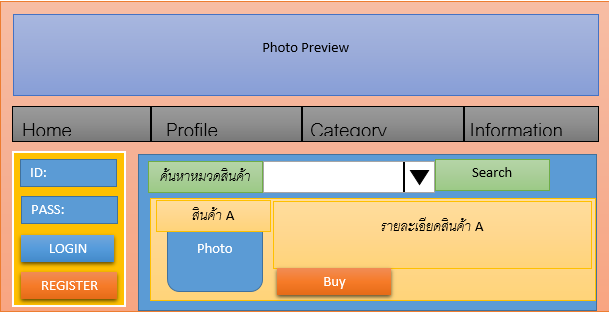 Photo Preview
Home Profile Category Information
ID:
PASS:
LOGIN
REGISTER
ค้นหาหมวดสินค้า
Search
สินค้า A
Photo
รายละเอียดสินค้า A
Buy